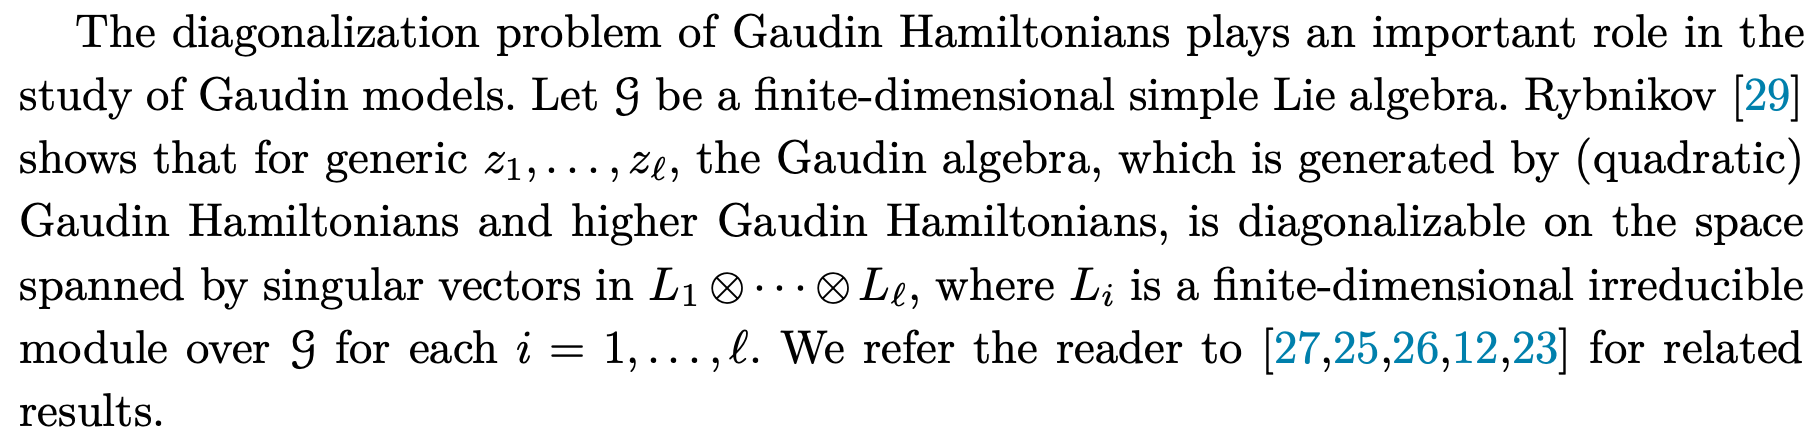 The diagonalization problem of Gaudin Hamiltonians plays an important role in the
study of Gaudin models. Let 𝒢 be a finite-dimensional simple Lie algebra. Rybnikov [29]
shows that for generic z₁, . . . , z_ℓ, the Gaudin algebra, which is generated by (quadratic)
Gaudin Hamiltonians and higher Gaudin Hamiltonians, is diagonalizable on the space
spanned by singular vectors in L₁ ⊗ · · · ⊗ L_ℓ, where Lᵢ is a finite-dimensional irreducible
module over 𝒢 for each i = 1, . . . , ℓ. We refer the reader to [27,25,26,12,23] for related
results.